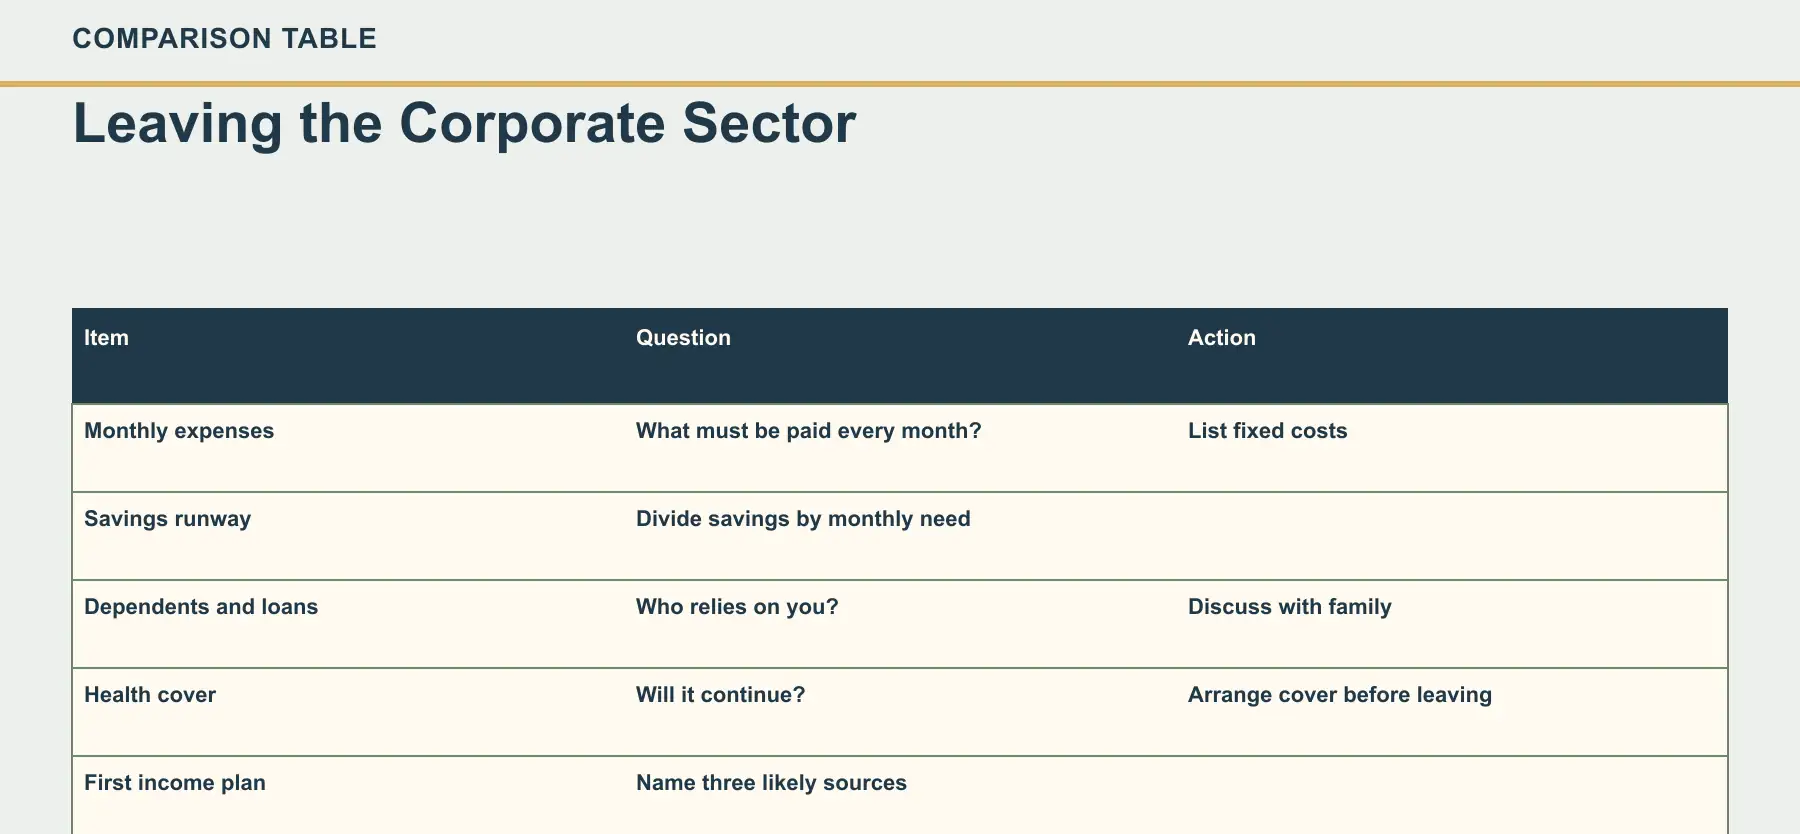 COMPARISON TABLE
Leaving the Corporate Sector
Item Question Action
Monthly expenses What must be paid every month? List fixed costs
Savings runway Divide savings by monthly need
Dependents and loans Who relies on you? Discuss with family
Health cover Will it continue? Arrange cover before leaving
First income plan Name three likely sources